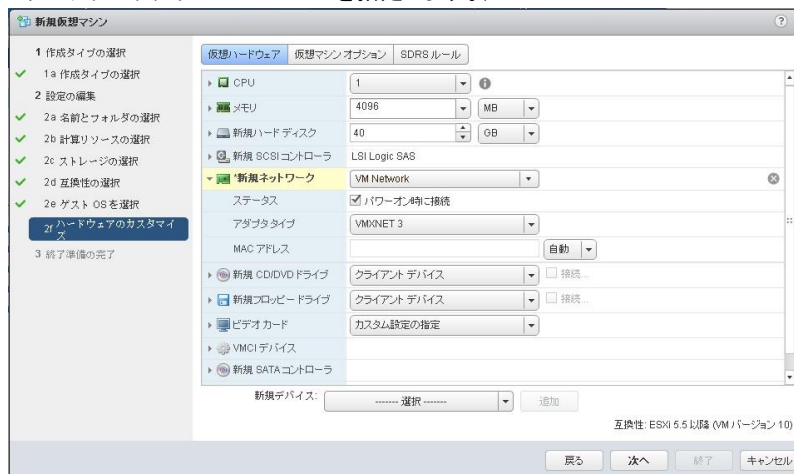 新規仮想マシン
1 作成タイプの選択
1a 作成タイプの選択
2 設定の編集
2a 名前とフォルダの選択
2b 計算リソースの選択
2c ストレージの選択
2d 互換性の選択
2e ゲスト OS を選択
2f ハードウェアのカスタマイズ
3 終了準備の完了
仮想ハードウェア 仮想マシン オプション SDRS ルール
CPU 1
メモリ 4096 MB
新規ハード ディスク 40 GB
新規 SCSI コントローラ LSI Logic SAS
*新規ネットワーク VM Network
ステータス パワーオン時に接続
アダプタ タイプ VMXNET 3
MAC アドレス 自動
新規 CD/DVD ドライブ クライアント デバイス 接続...
新規フロッピー ドライブ クライアント デバイス 接続...
ビデオ カード カスタム設定の指定
VMCI デバイス
新規 SATA コントローラ
新規デバイス: ------- 選択 ------- 追加
互換性: ESXi 5.5 以降 (VM バージョン 10)
戻る 次へ 終了 キャンセル